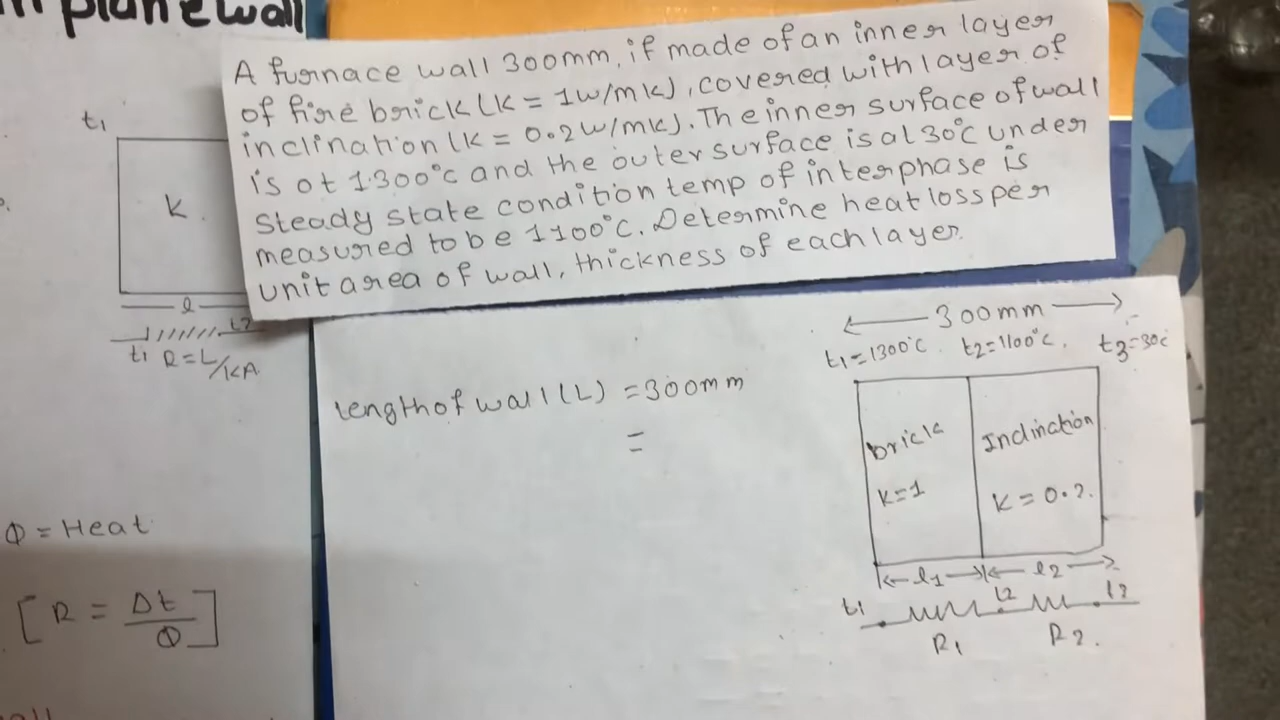 plane wall
A furnace wall 300mm, if made of an inner layer
of fire brick (K = 1w/mk), covered with layer of
inclination (K = 0.2w/mk). The inner surface of wall
is at 1300°c and the outer surface is at 30°c under
steady state condition temp of interphase is
measured to be 1100°c. Determine heat loss per
unit area of wall, thickness of each layer.
t1
K.
l
t1
R=L/KA
Φ = Heat
[R = Δt/Φ]
length of wall (L) = 300mm
=
300mm
t1=1300°c. t2=1100°c. t3=30c
brick
K=1
Inclination
K = 0.2.
l1 l2
t1 t2 t3
R1 R2.